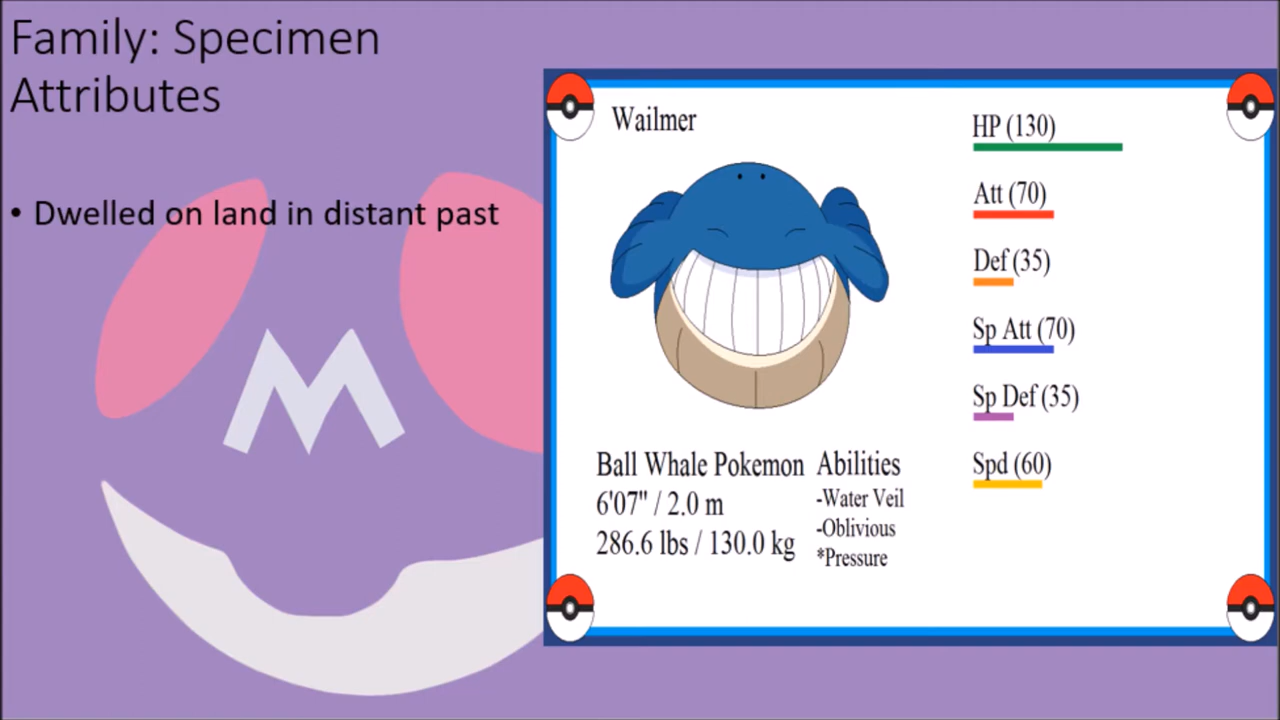 Family: Specimen
Attributes
• Dwelled on land in distant past
M
Wailmer
Ball Whale Pokemon
6'07" / 2.0 m
286.6 lbs / 130.0 kg
Abilities
-Water Veil
-Oblivious
*Pressure
HP (130)
Att (70)
Def (35)
Sp Att (70)
Sp Def (35)
Spd (60)